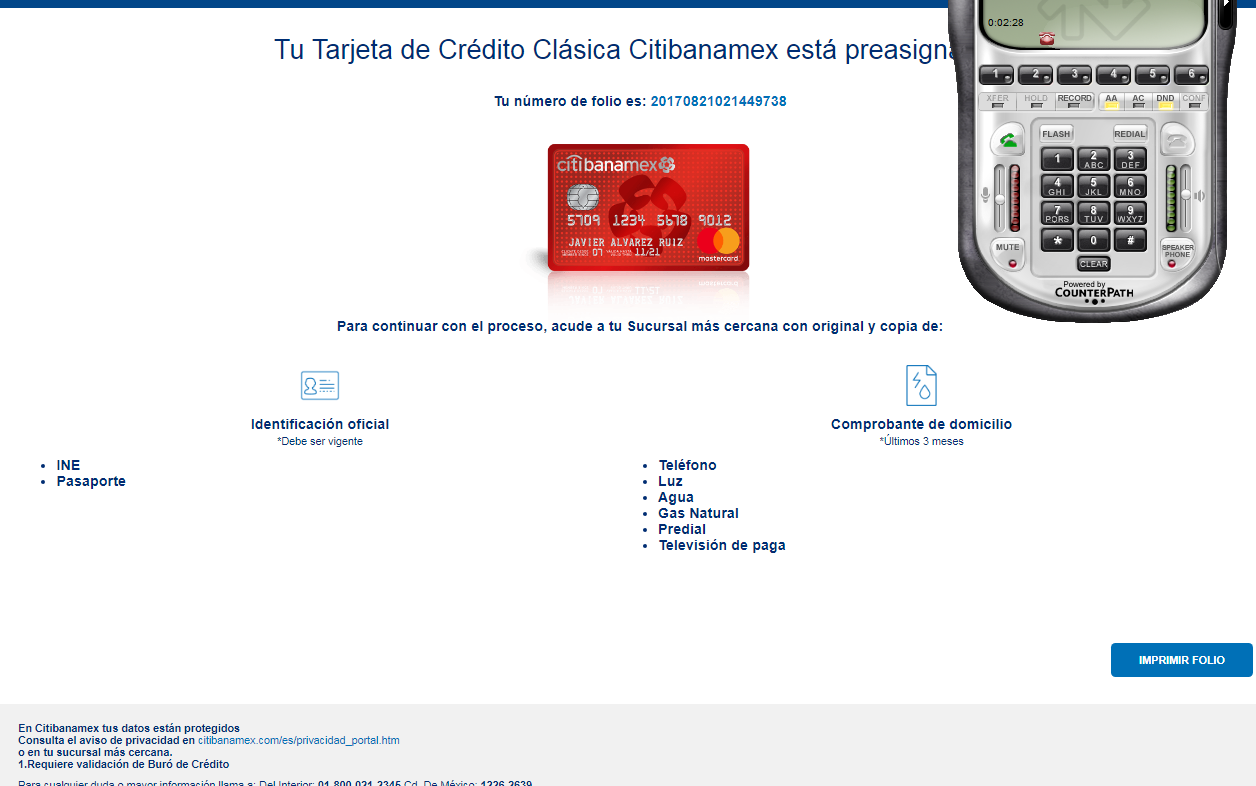 0:02:28
Tu Tarjeta de Crédito Clásica Citibanamex está preasigna
Tu número de folio es: 20170821021449738
1 2 3 4 5 6
XFER HOLD RECORD AA AC DND CONF
FLASH REDIAL
1 2 ABC 3 DEF
4 GHI 5 JKL 6 MNO
7 PQRS 8 TUV 9 WXYZ
* 0 #
MUTE
SPEAKER
PHONE
CLEAR
Powered by
COUNTERPATH
citibanamex
5709 1234 5678 9012
07 11/21
JAVIER ALVAREZ RUIZ
mastercard
Para continuar con el proceso, acude a tu Sucursal más cercana con original y copia de:
Identificación oficial
*Debe ser vigente
INE
Pasaporte
Comprobante de domicilio
*Últimos 3 meses
Teléfono
Luz
Agua
Gas Natural
Predial
Televisión de paga
IMPRIMIR FOLIO
En Citibanamex tus datos están protegidos
Consulta el aviso de privacidad en citibanamex.com/es/privacidad_portal.htm
o en tu sucursal más cercana.
1.Requiere validación de Buró de Crédito
Para cualquier duda o mayor información llama a: Del Interior: 01 800 021 2345 Cd. De México: 1226 2639